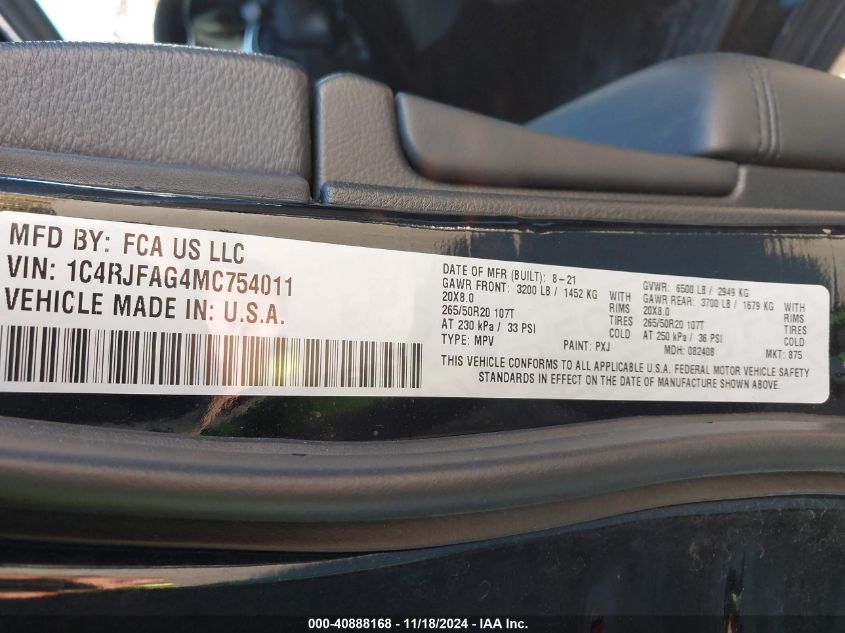 MFD BY: FCA US LLC
VIN: 1C4RJFAG4MC754011
VEHICLE MADE IN: U.S.A.
DATE OF MFR (BUILT): 8-21
GAWR FRONT: 3200 LB / 1452 KG WITH
20X8.0 RIMS
265/50R20 107T TIRES
AT 230 kPa / 33 PSI COLD
TYPE: MPV
PAINT: PXJ
GVWR: 6500 LB / 2949 KG
GAWR REAR: 3700 LB / 1679 KG WITH
20X8.0 RIMS
265/50R20 107T TIRES
AT 250 kPa / 36 PSI COLD
MDH: 082408
MKT: 875
THIS VEHICLE CONFORMS TO ALL APPLICABLE U.S.A. FEDERAL MOTOR VEHICLE SAFETY
STANDARDS IN EFFECT ON THE DATE OF MANUFACTURE SHOWN ABOVE.
000-40888168 - 11/18/2024 - IAA Inc.